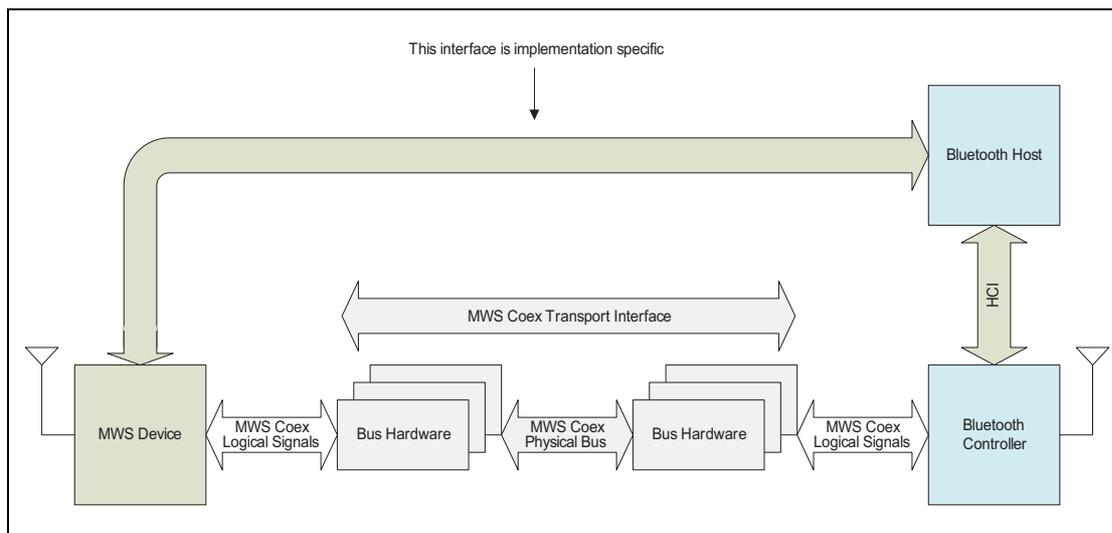 This interface is implementation specific
Bluetooth Host
HCI
MWS Coex Transport Interface
MWS Device
MWS Coex
Logical Signals
Bus Hardware
MWS Coex
Physical Bus
Bus Hardware
MWS Coex
Logical Signals
Bluetooth
Controller